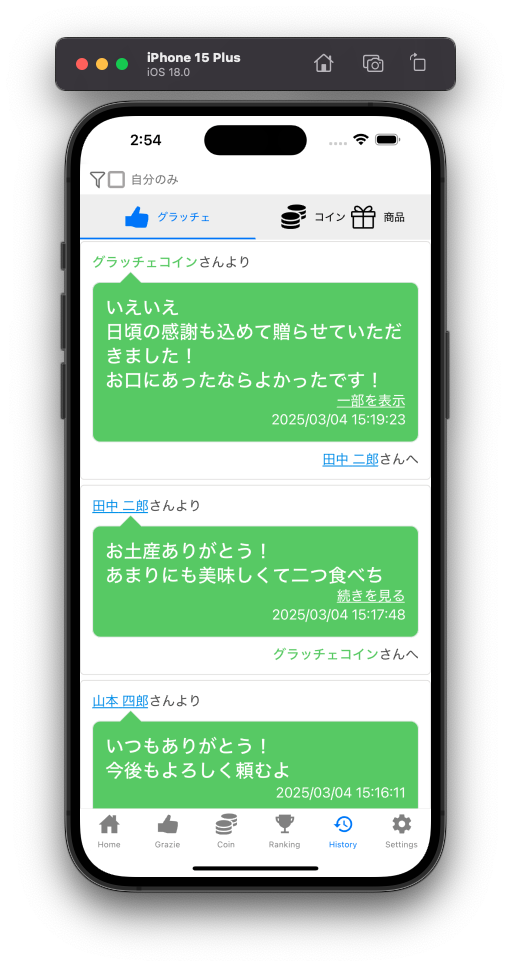 iPhone 15 Plus
iOS 18.0
2:54
自分のみ
グラッチェ コイン 商品
グラッチェコインさんより
いえいえ
日頃の感謝も込めて贈らせていただ
きました！
お口にあったならよかったです！
一部を表示
2025/03/04 15:19:23
田中 二郎さんへ
田中 二郎さんより
お土産ありがとう！
あまりにも美味しくて二つ食べち
続きを見る
2025/03/04 15:17:48
グラッチェコインさんへ
山本 四郎さんより
いつもありがとう！
今後もよろしく頼むよ
2025/03/04 15:16:11
Home Grazie Coin Ranking History Settings